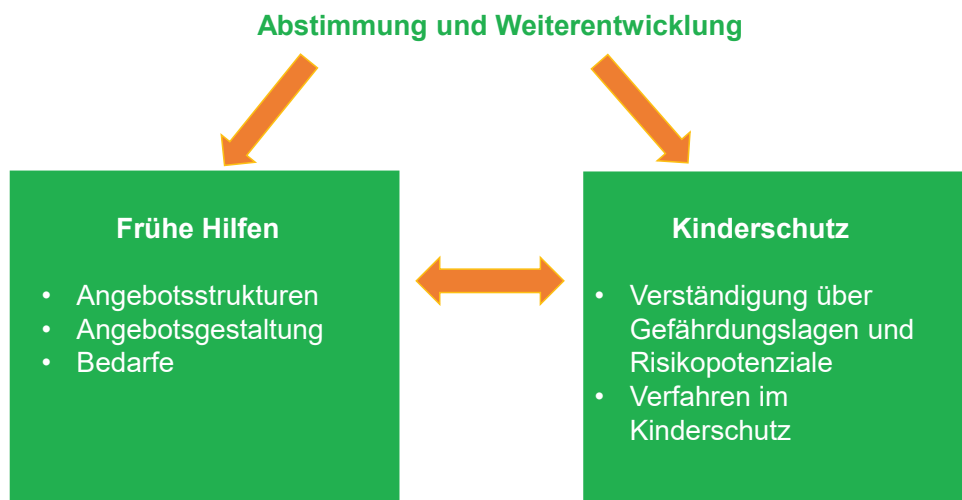 Abstimmung und Weiterentwicklung
Frühe Hilfen
• Angebotsstrukturen
• Angebotsgestaltung
• Bedarfe
Kinderschutz
• Verständigung über
Gefährdungslagen und
Risikopotenziale
• Verfahren im
Kinderschutz